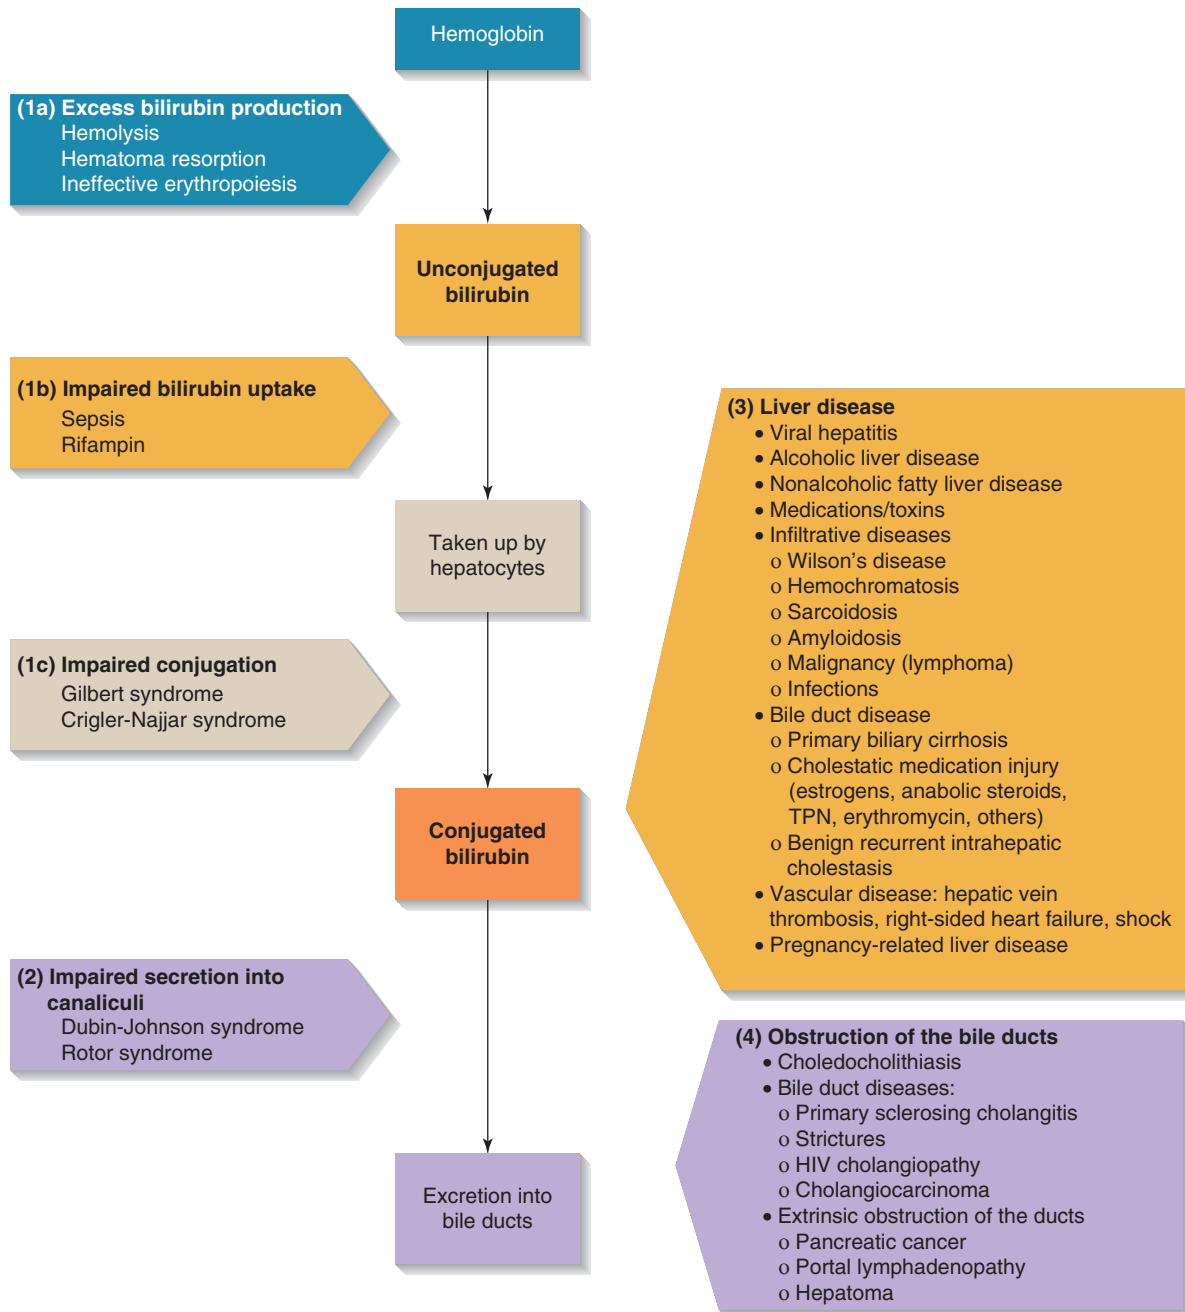 Hemoglobin
(1a) Excess bilirubin production
Hemolysis
Hematoma resorption
Ineffective erythropoiesis
Unconjugated
bilirubin
(1b) Impaired bilirubin uptake
Sepsis
Rifampin
Taken up by
hepatocytes
(1c) Impaired conjugation
Gilbert syndrome
Crigler-Najjar syndrome
Conjugated
bilirubin
(2) Impaired secretion into
canaliculi
Dubin-Johnson syndrome
Rotor syndrome
Excretion into
bile ducts
(3) Liver disease
• Viral hepatitis
• Alcoholic liver disease
• Nonalcoholic fatty liver disease
• Medications/toxins
• Infiltrative diseases
o Wilson's disease
o Hemochromatosis
o Sarcoidosis
o Amyloidosis
o Malignancy (lymphoma)
o Infections
• Bile duct disease
o Primary biliary cirrhosis
o Cholestatic medication injury
(estrogens, anabolic steroids,
TPN, erythromycin, others)
o Benign recurrent intrahepatic
cholestasis
• Vascular disease: hepatic vein
thrombosis, right-sided heart failure, shock
• Pregnancy-related liver disease
(4) Obstruction of the bile ducts
• Choledocholithiasis
• Bile duct diseases:
o Primary sclerosing cholangitis
o Strictures
o HIV cholangiopathy
o Cholangiocarcinoma
• Extrinsic obstruction of the ducts
o Pancreatic cancer
o Portal lymphadenopathy
o Hepatoma